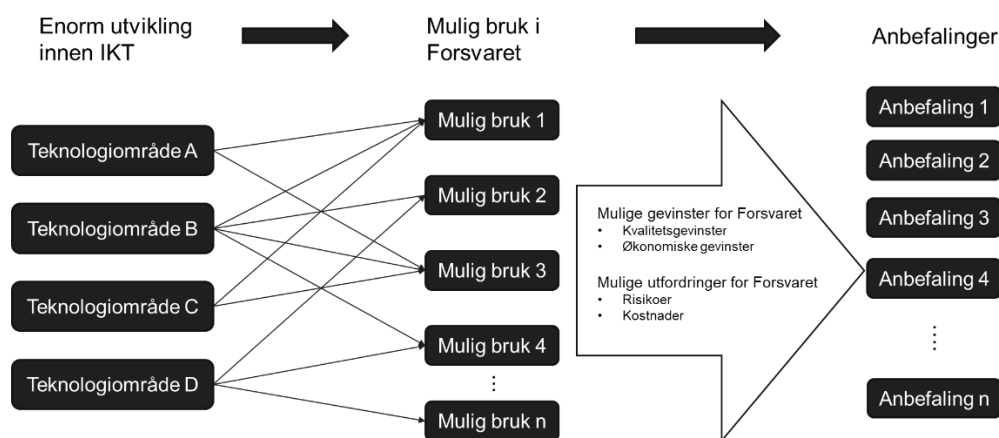 Enorm utvikling
innen IKT
Mulig bruk i
Forsvaret
Anbefalinger
Teknologiområde A
Teknologiområde B
Teknologiområde C
Teknologiområde D
Mulig bruk 1
Mulig bruk 2
Mulig bruk 3
Mulig bruk 4
⋮
Mulig bruk n
Mulige gevinster for Forsvaret
• Kvalitetsgevinster
• Økonomiske gevinster
Mulige utfordringer for Forsvaret
• Risikoer
• Kostnader
Anbefaling 1
Anbefaling 2
Anbefaling 3
Anbefaling 4
⋮
Anbefaling n